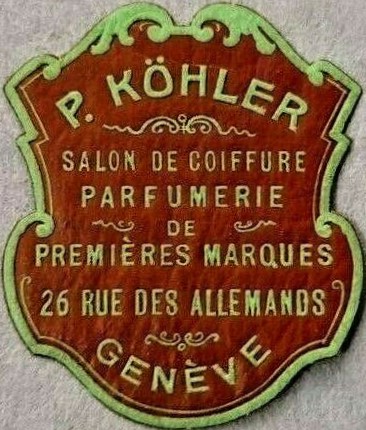 P. KÖHLER
SALON DE COIFFURE
PARFUMERIE
DE
PREMIÈRES MARQUES
26 RUE DES ALLEMANDS
GENÈVE